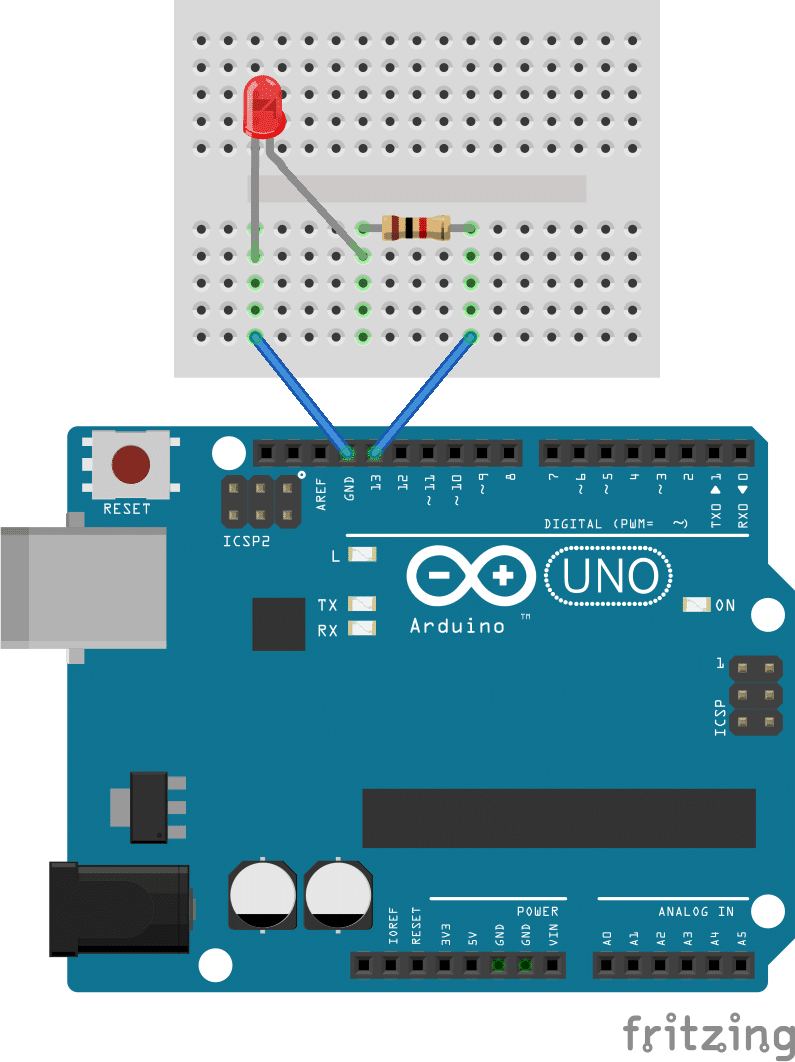 RESET
ICSP2
AREF
GND
13
12
~11
~10
~9
8
7
~6
~5
4
~3
2
TX0 ▶ 1
RX0 ◀ 0
DIGITAL (PWM= ~)
L
TX
RX
UNO
Arduino ™
ON
1
ICSP
POWER
ANALOG IN
IOREF
RESET
3V3
5V
GND
GND
VIN
A0
A1
A2
A3
A4
A5
fritzing